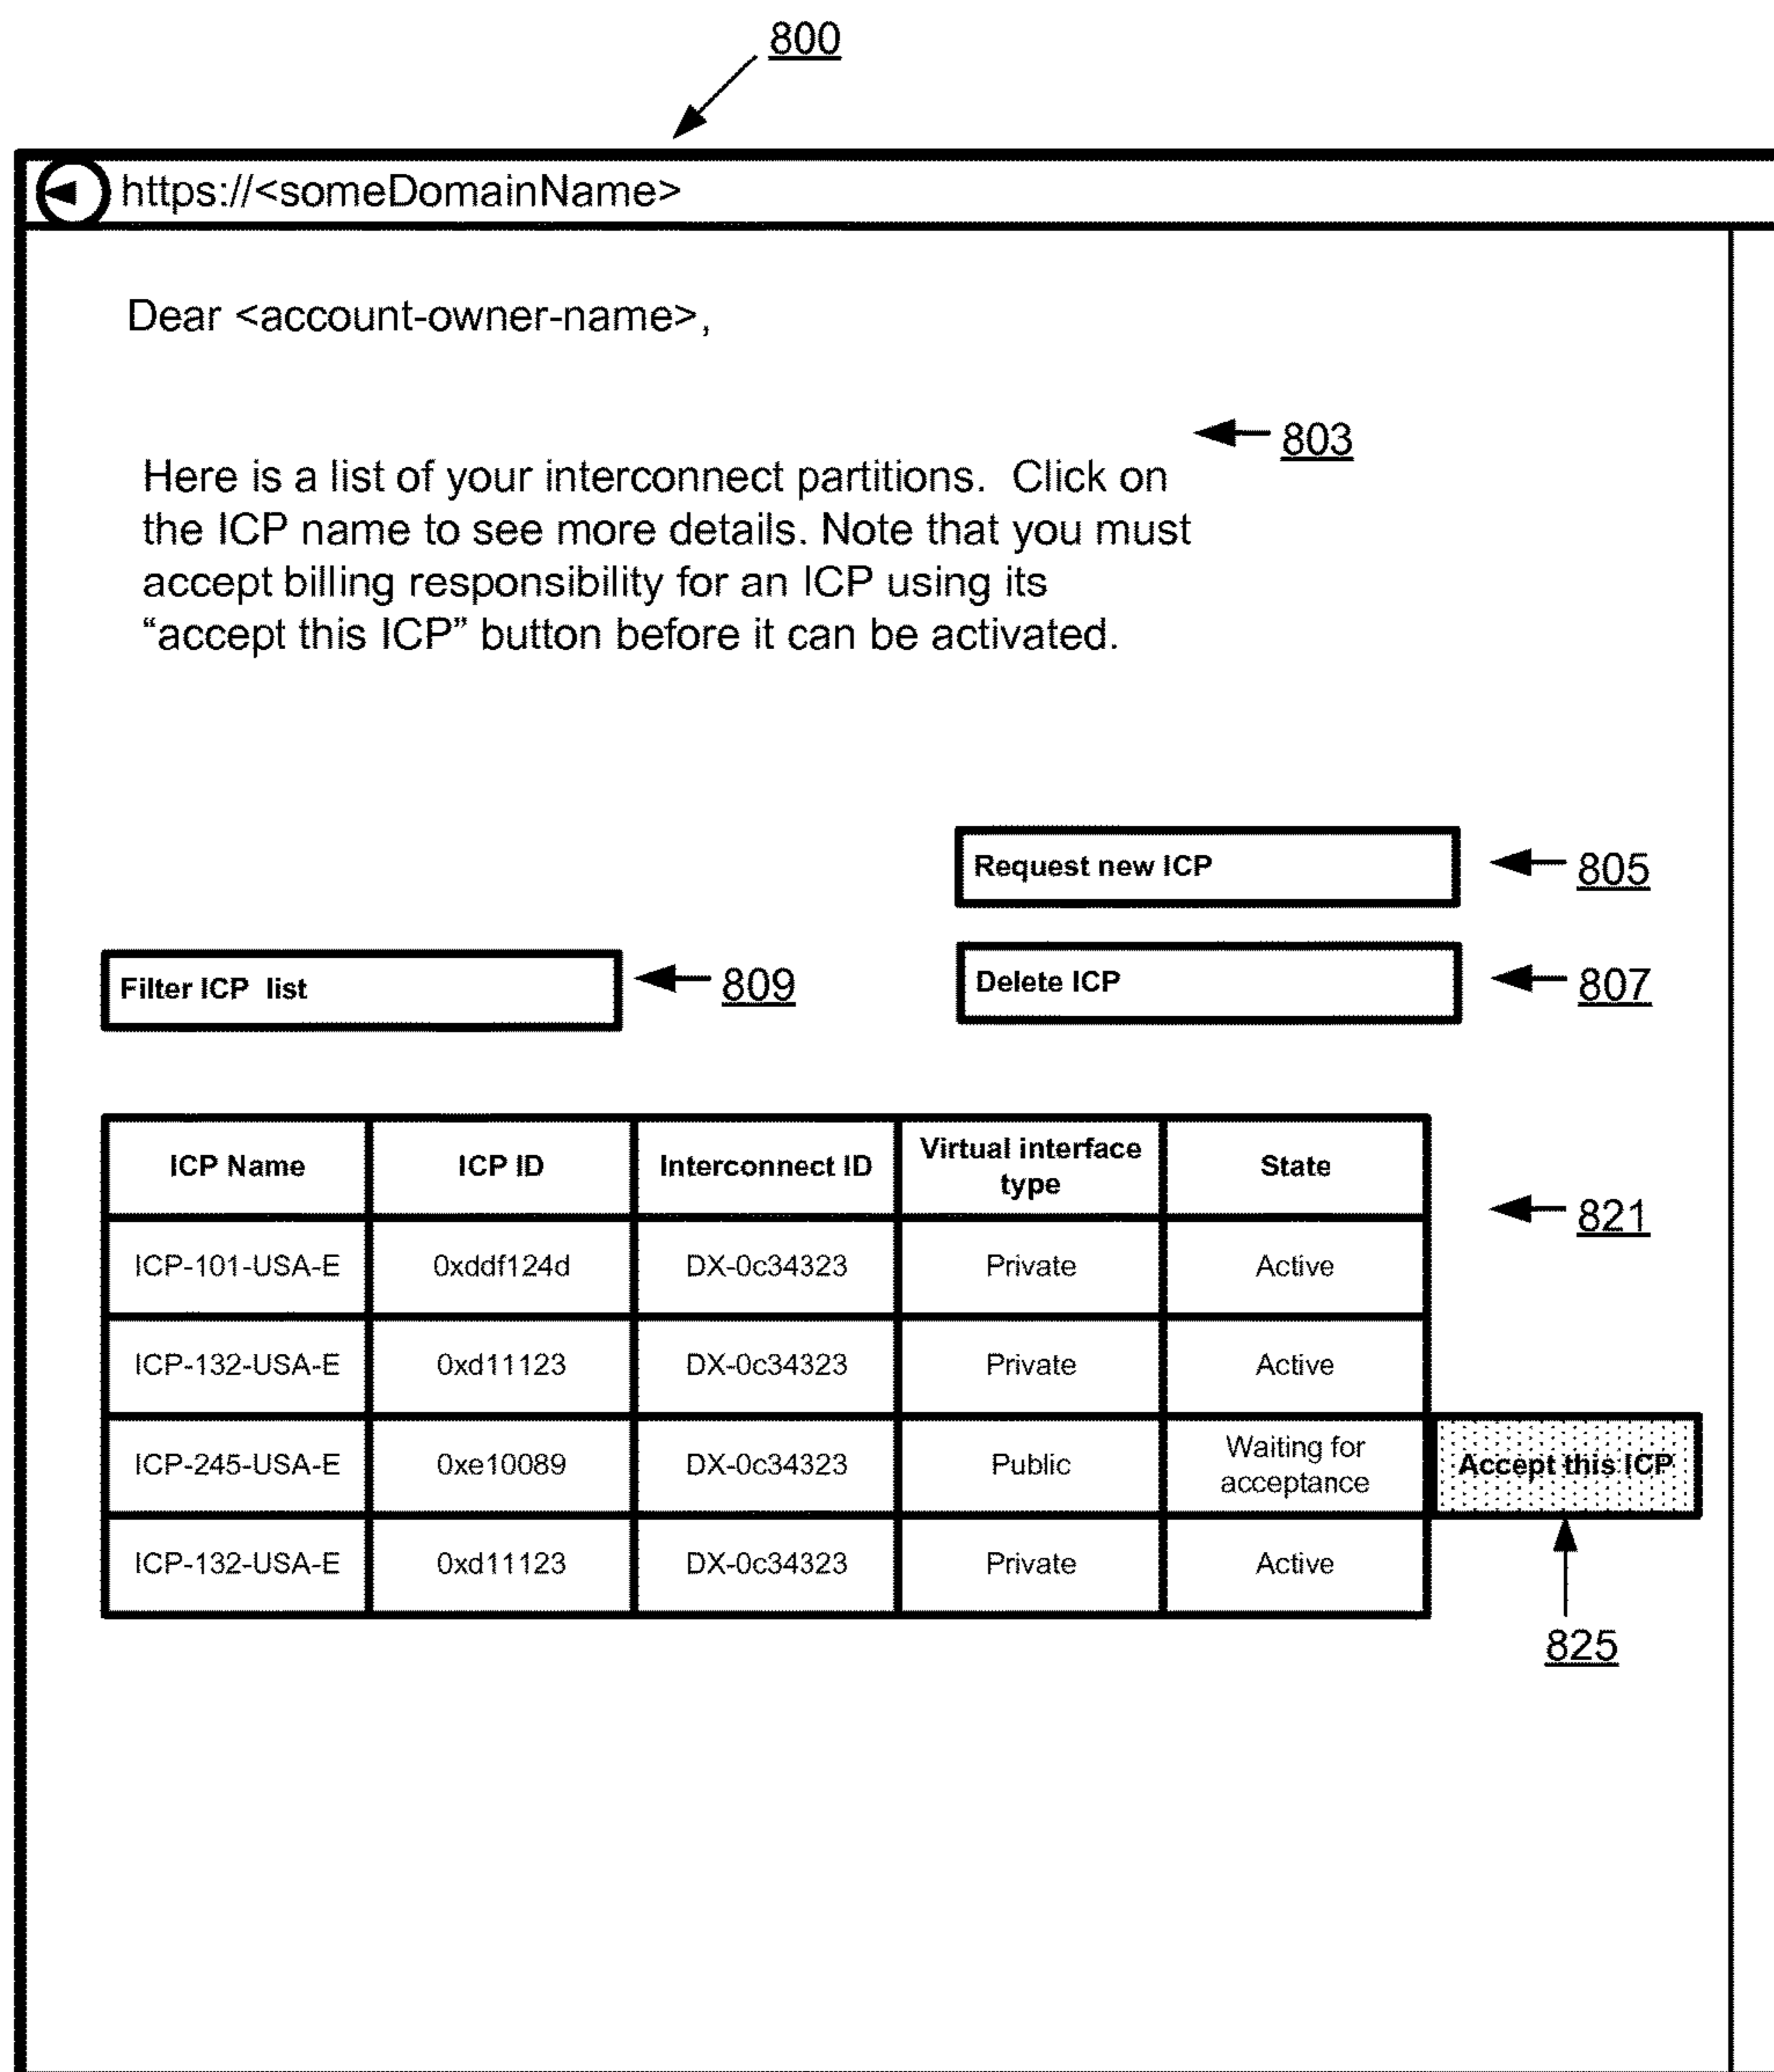 800
https://<someDomainName>
Dear <account-owner-name>,
803
Here is a list of your interconnect partitions.  Click on
the ICP name to see more details. Note that you must
accept billing responsibility for an ICP using its
“accept this ICP” button before it can be activated.
Request new ICP
805
Filter ICP  list
809
Delete ICP
807
ICP Name ICP ID Interconnect ID Virtual interface type State
821
ICP-101-USA-E 0xddf124d DX-0c34323 Private Active
ICP-132-USA-E 0xd11123 DX-0c34323 Private Active
ICP-245-USA-E 0xe10089 DX-0c34323 Public Waiting for acceptance Accept this ICP
ICP-132-USA-E 0xd11123 DX-0c34323 Private Active
825